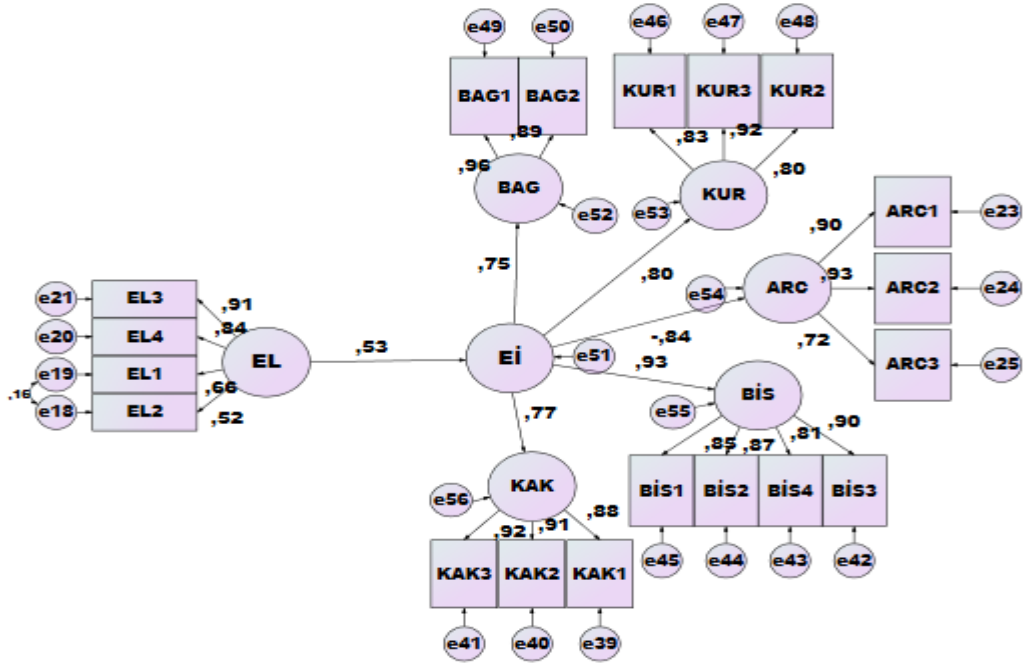 e49 e50 e46 e47 e48
BAG1 BAG2 KUR1 KUR3 KUR2
,96 ,89 ,83 ,92 ,80
BAG e52 e53 KUR
ARC1 e23
,90
,75 ,80 e54 ARC ,93 ARC2 e24
-,84 ,72
e21 EL3 ,91
e20 EL4 ,84
e19 EL1 ,66
,16
e18 EL2 ,52
EL ,53 Eİ e51
,93
ARC3 e25
e55 BİS
,85 ,87 ,81 ,90
BİS1 BİS2 BİS4 BİS3
e45 e44 e43 e42
,77
e56 KAK
,92 ,91 ,88
KAK3 KAK2 KAK1
e41 e40 e39